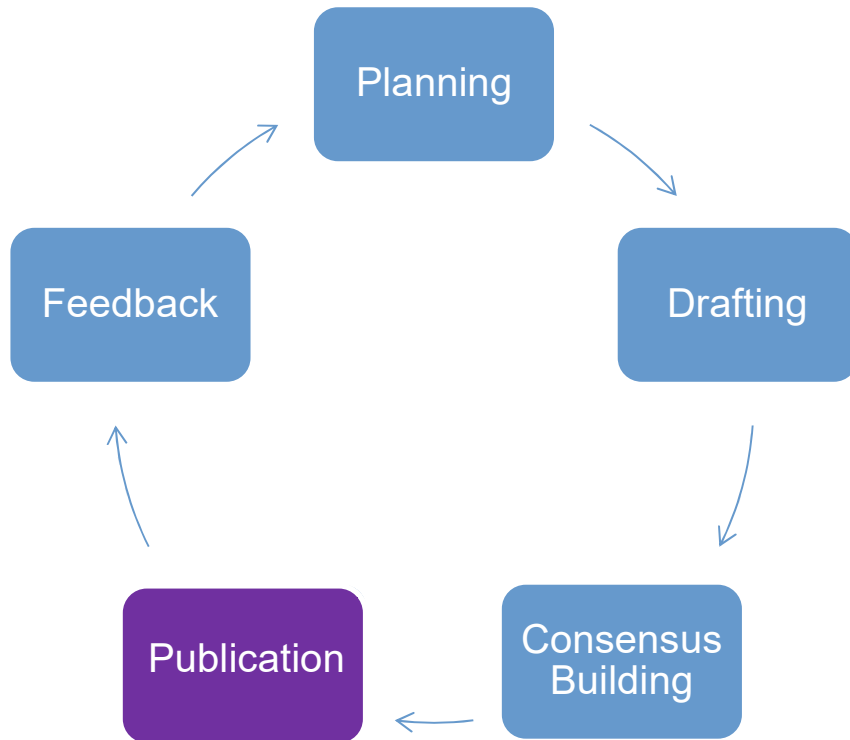 Planning
Drafting
Consensus
Building
Publication
Feedback